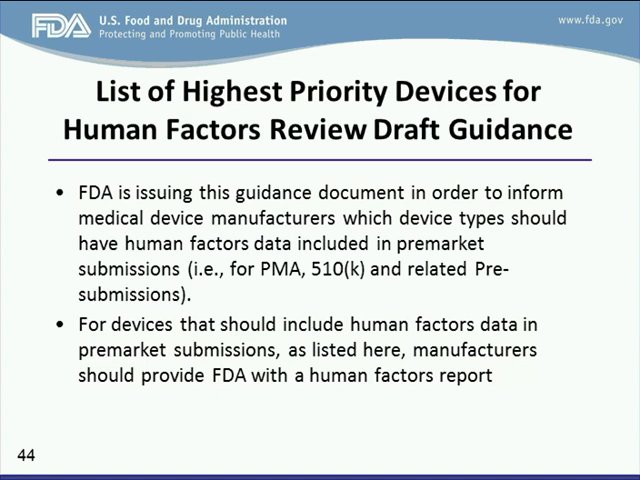 FDA U.S. Food and Drug Administration
Protecting and Promoting Public Health
www.fda.gov
List of Highest Priority Devices for
Human Factors Review Draft Guidance
• FDA is issuing this guidance document in order to inform
medical device manufacturers which device types should
have human factors data included in premarket
submissions (i.e., for PMA, 510(k) and related Pre-
submissions).
• For devices that should include human factors data in
premarket submissions, as listed here, manufacturers
should provide FDA with a human factors report
44